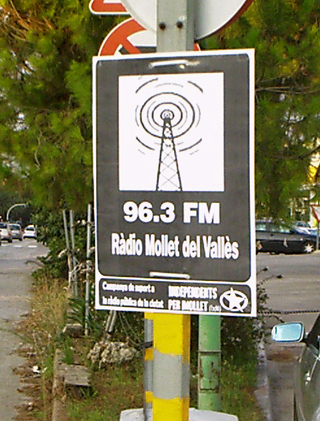 96.3 FM
Ràdio Mollet del Vallès
Campanya de suport a
la ràdio pública de la ciutat
INDEPENDENTS
PER MOLLET